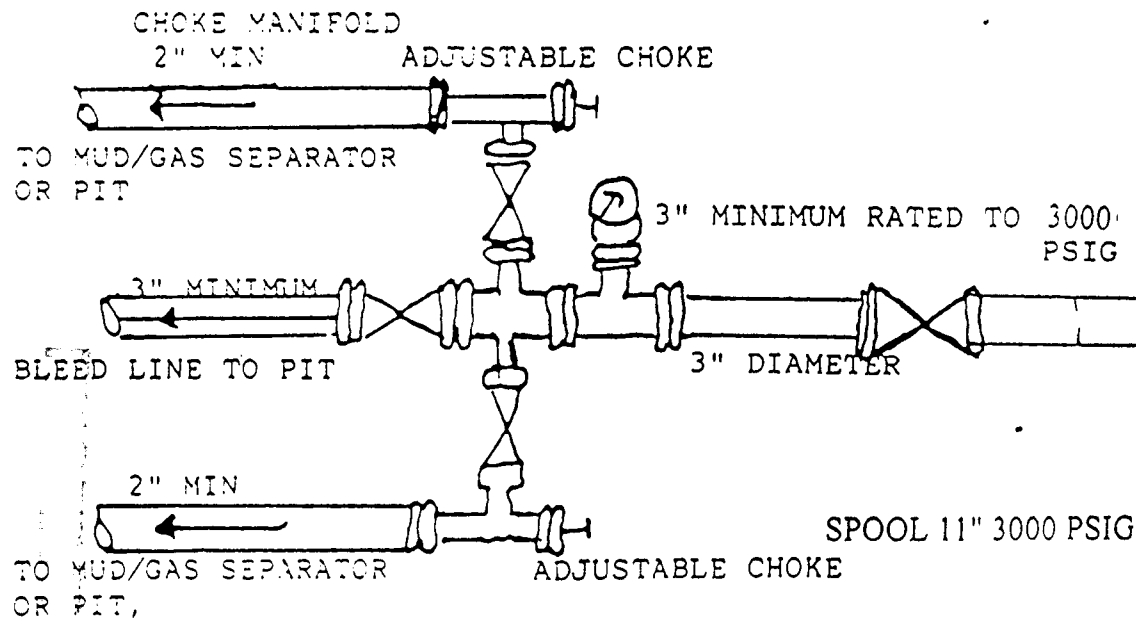 CHOKE MANIFOLD
2" MIN
ADJUSTABLE CHOKE
TO MUD/GAS SEPARATOR
OR PIT
3" MINIMUM RATED TO 3000
PSIG
3" MINIMUM
BLEED LINE TO PIT
3" DIAMETER
2" MIN
SPOOL 11" 3000 PSIG
TO MUD/GAS SEPARATOR
OR PIT,
ADJUSTABLE CHOKE